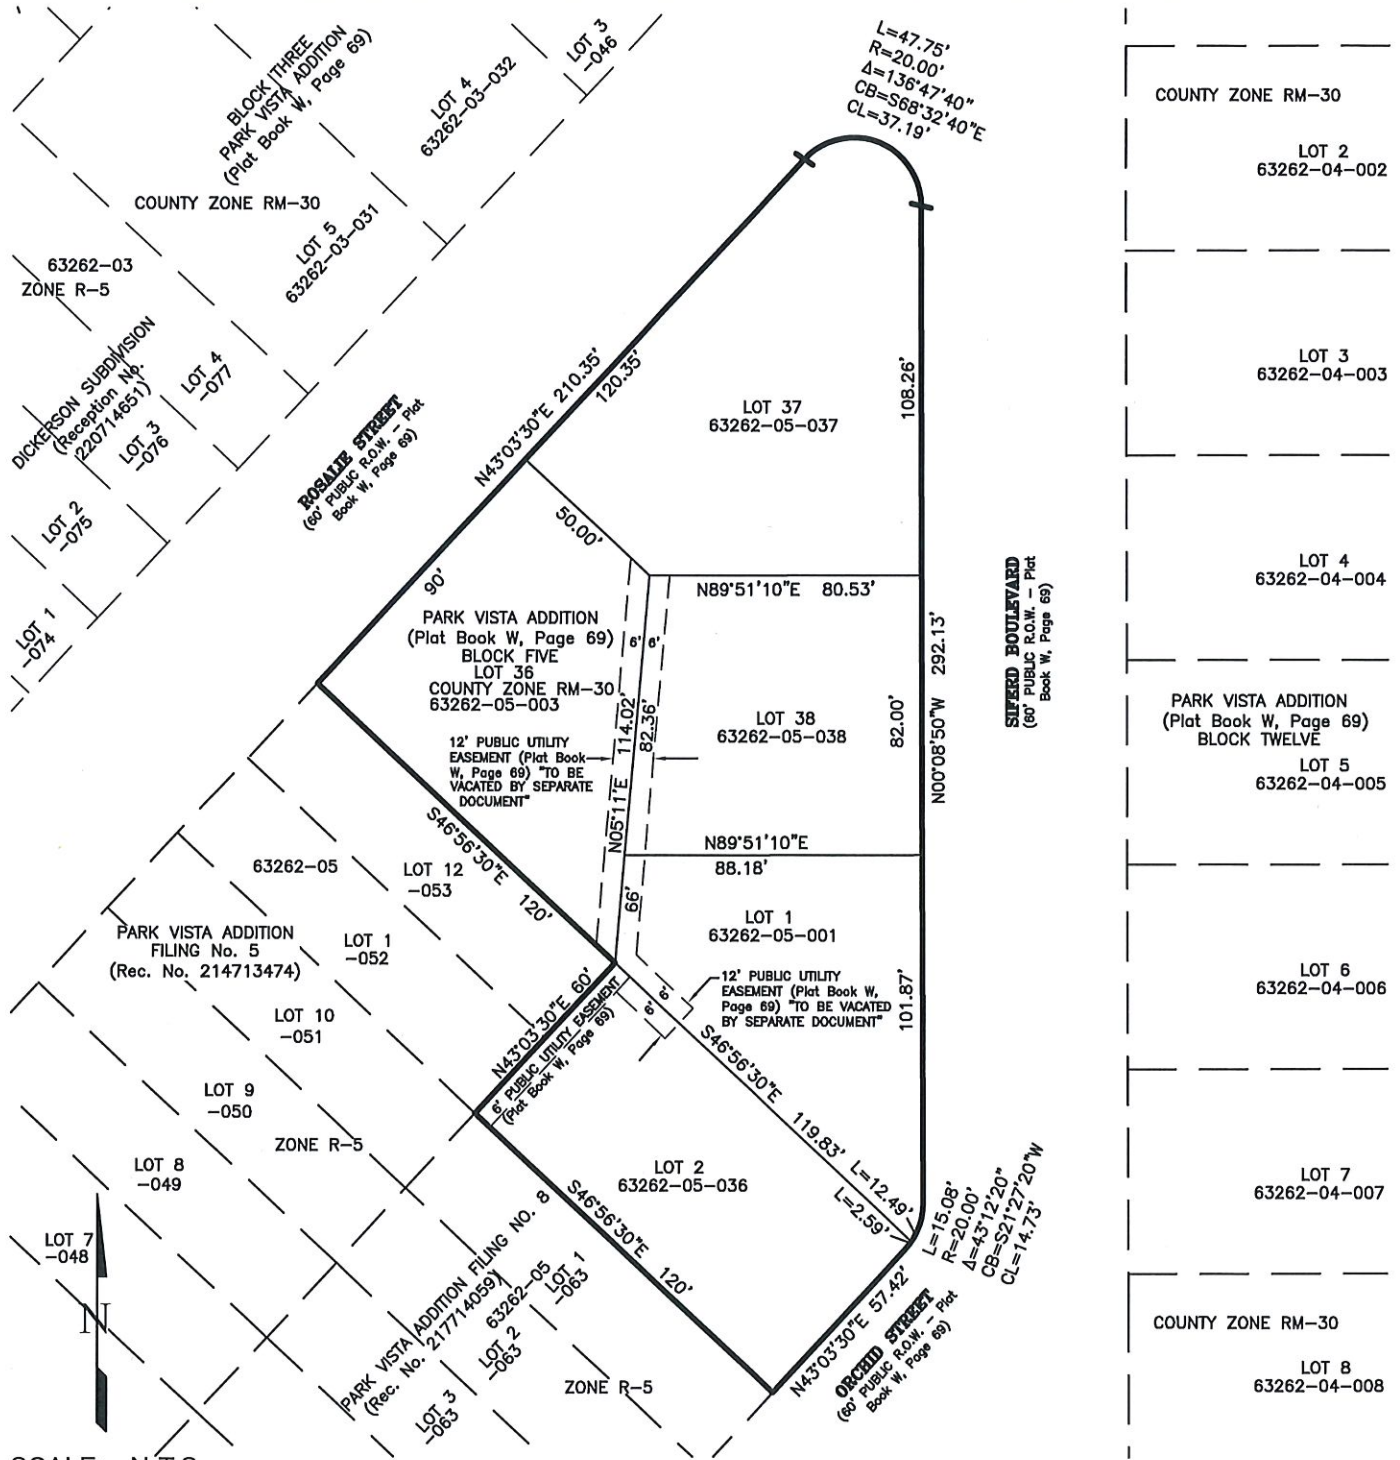 BLOCK THREE
PARK VISTA ADDITION
(Plat Book W, Page 69)
COUNTY ZONE RM-30
LOT 3
-046
LOT 4
63262-03-032
LOT 5
63262-03-031
63262-03
ZONE R-5
DICKERSON SUBDIVISION
(Reception No.
220714651)
LOT 4
-077
LOT 3
-076
LOT 2
-075
LOT 1
-074
ROSALIE STREET
(60' PUBLIC R.O.W. - Plat
Book W, Page 69)
L=47.75'
R=20.00'
Δ=136°47'40"
CB=S68°32'40"E
CL=37.19'
N43°03'30"E 210.35'
120.35'
90'
50.00'
108.26'
LOT 37
63262-05-037
N89°51'10"E 80.53'
PARK VISTA ADDITION
(Plat Book W, Page 69)
BLOCK FIVE
LOT 36
COUNTY ZONE RM-30
63262-05-003
6'
6'
12' PUBLIC UTILITY
EASEMENT (Plat Book
W, Page 69) "TO BE
VACATED BY SEPARATE
DOCUMENT"
N05°11'E 114.02'
82.36'
LOT 38
63262-05-038
82.00'
N00°08'50"W 292.13'
SIFERD BOULEVARD
(60' PUBLIC R.O.W. - Plat
Book W, Page 69)
N89°51'10"E
88.18'
66'
LOT 1
63262-05-001
101.87'
12' PUBLIC UTILITY
EASEMENT (Plat Book W,
Page 69) "TO BE VACATED
BY SEPARATE DOCUMENT"
6'
6'
S46°56'30"E 119.83'
L=12.49'
L=2.59'
S46°56'30"E 120'
N43°03'30"E 60'
6' PUBLIC UTILITY EASEMENT
(Plat Book W, Page 69)
LOT 2
63262-05-036
S46°56'30"E 120'
L=15.08'
R=20.00'
Δ=43°12'20"
CB=S21°27'20"W
CL=14.73'
N43°03'30"E 57.42'
ORCHID STREET
(60' PUBLIC R.O.W. - Plat
Book W, Page 69)
63262-05
LOT 12
-053
PARK VISTA ADDITION
FILING No. 5
(Rec. No. 214713474)
LOT 1
-052
LOT 10
-051
LOT 9
-050
ZONE R-5
LOT 8
-049
LOT 7
-048
N
PARK VISTA ADDITION FILING NO. 8
(Rec. No. 217714059)
63262-05
LOT 1
-063
LOT 2
-063
LOT 3
-063
ZONE R-5
COUNTY ZONE RM-30
LOT 2
63262-04-002
LOT 3
63262-04-003
LOT 4
63262-04-004
PARK VISTA ADDITION
(Plat Book W, Page 69)
BLOCK TWELVE
LOT 5
63262-04-005
LOT 6
63262-04-006
LOT 7
63262-04-007
COUNTY ZONE RM-30
LOT 8
63262-04-008